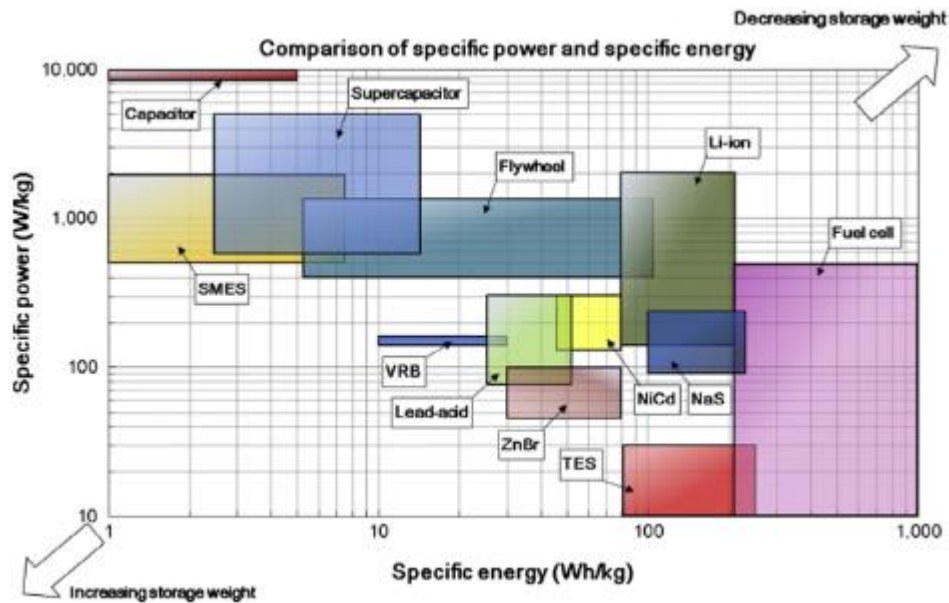 Decreasing storage weight
Comparison of specific power and specific energy
10.000
Capacitor
Supercapacitor
Li-ion
Flywheel
1.000
Fuel cell
SMES
Specific power (W/kg)
VRB
100
Lead-acid
NiCd
NaS
ZnBr
TES
10
1
10
100
1.000
Specific energy (Wh/kg)
Increasing storage weight